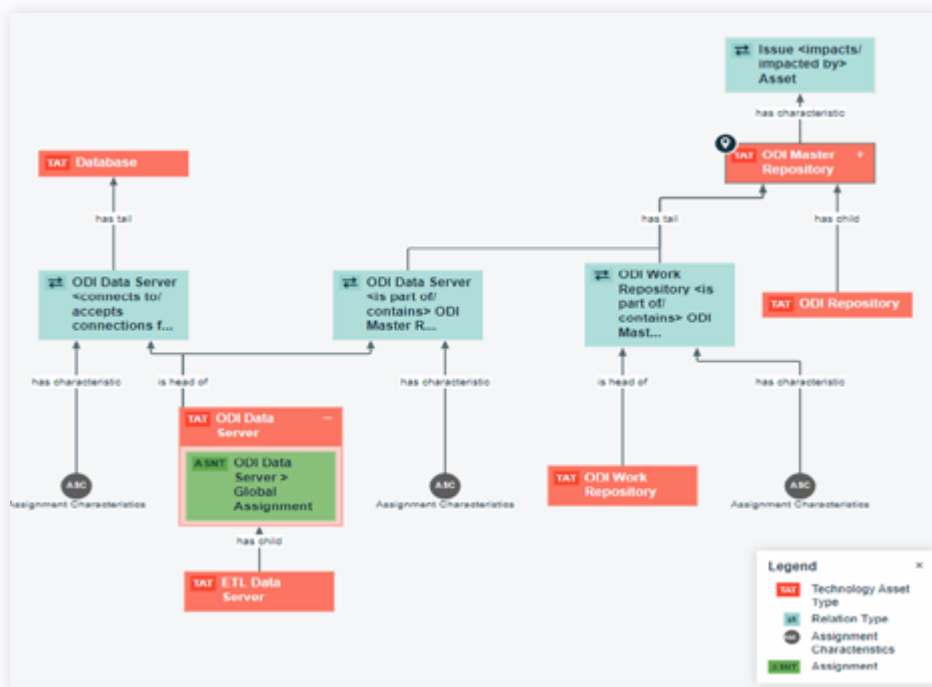 Issue <impacts/
impacted by>
Asset
has characteristic
TAT Database
TAT ODI Master
Repository
+
has tail
has tail
has child
ODI Data Server
<connects to/
accepts
connections f...
ODI Data Server
<is part of/
contains> ODI
Master R...
ODI Work
Repository <is
part of/
contains> ODI
Mast...
TAT ODI Repository
has characteristic
is head of
has characteristic
is head of
has characteristic
TAT ODI Data
Server
−
ASNT ODI Data
Server >
Global
Assignment
ASC
Assignment Characteristics
ASC
Assignment Characteristics
TAT ODI Work
Repository
ASC
Assignment Characteristics
has child
TAT ETL Data
Server
Legend
×
TAT Technology Asset
Type
Relation Type
Assignment
Characteristics
ASNT Assignment